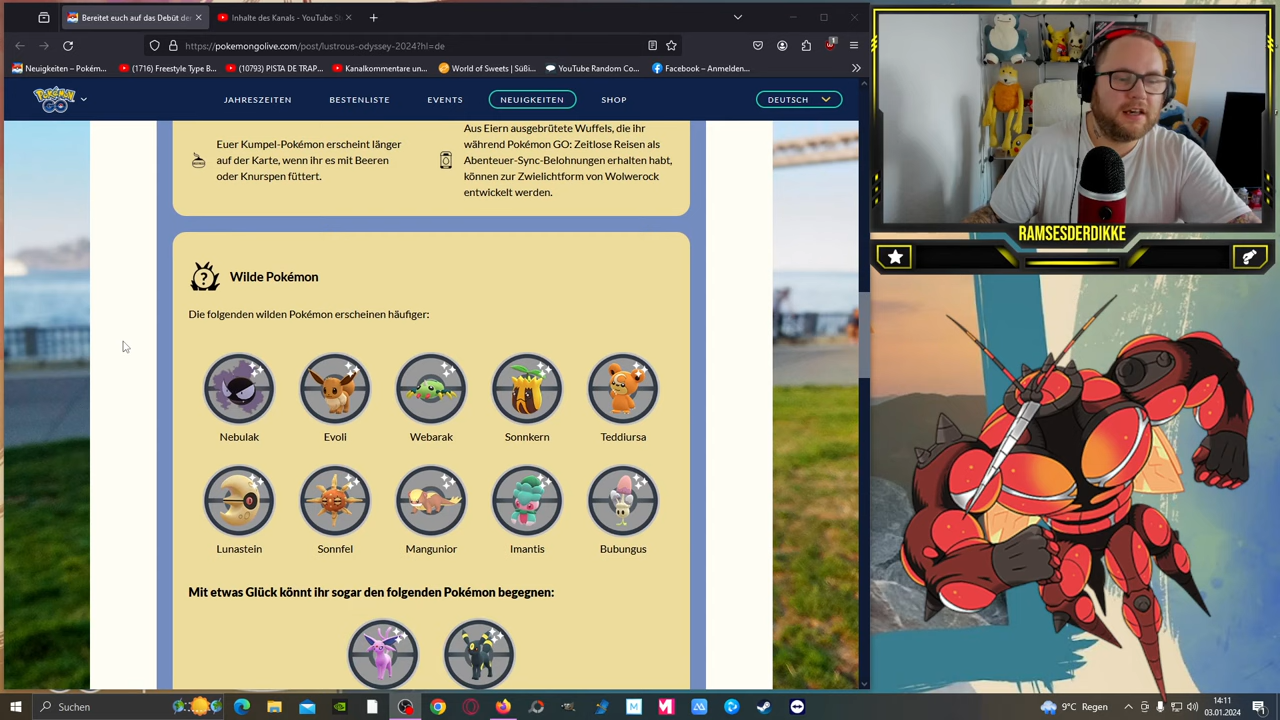 Bereitet euch auf das Debüt der
Inhalte des Kanals - YouTube S
https://pokemongolive.com/post/lustrous-odyssey-2024?hl=de
1
Neuigkeiten – Pokém...
(1716) Freestyle Type B...
(10793) PISTA DE TRAP...
Kanalkommentare un...
World of Sweets | Süßi...
YouTube Random Co...
Facebook – Anmelden...
Pokémon GO
JAHRESZEITEN
BESTENLISTE
EVENTS
NEUIGKEITEN
SHOP
DEUTSCH
Euer Kumpel-Pokémon erscheint länger
auf der Karte, wenn ihr es mit Beeren
oder Knurspen füttert.
Aus Eiern ausgebrütete Wuffels, die ihr
während Pokémon GO: Zeitlose Reisen als
Abenteuer-Sync-Belohnungen erhalten habt,
können zur Zwielichtform von Wolwerock
entwickelt werden.
Wilde Pokémon
Die folgenden wilden Pokémon erscheinen häufiger:
Nebulak
Evoli
Webarak
Sonnkern
Teddiursa
Lunastein
Sonnfel
Mangunior
Imantis
Bubungus
Mit etwas Glück könnt ihr sogar den folgenden Pokémon begegnen:
RAMSESDERDIKKE
Suchen
9°C Regen
14:11
03.01.2024